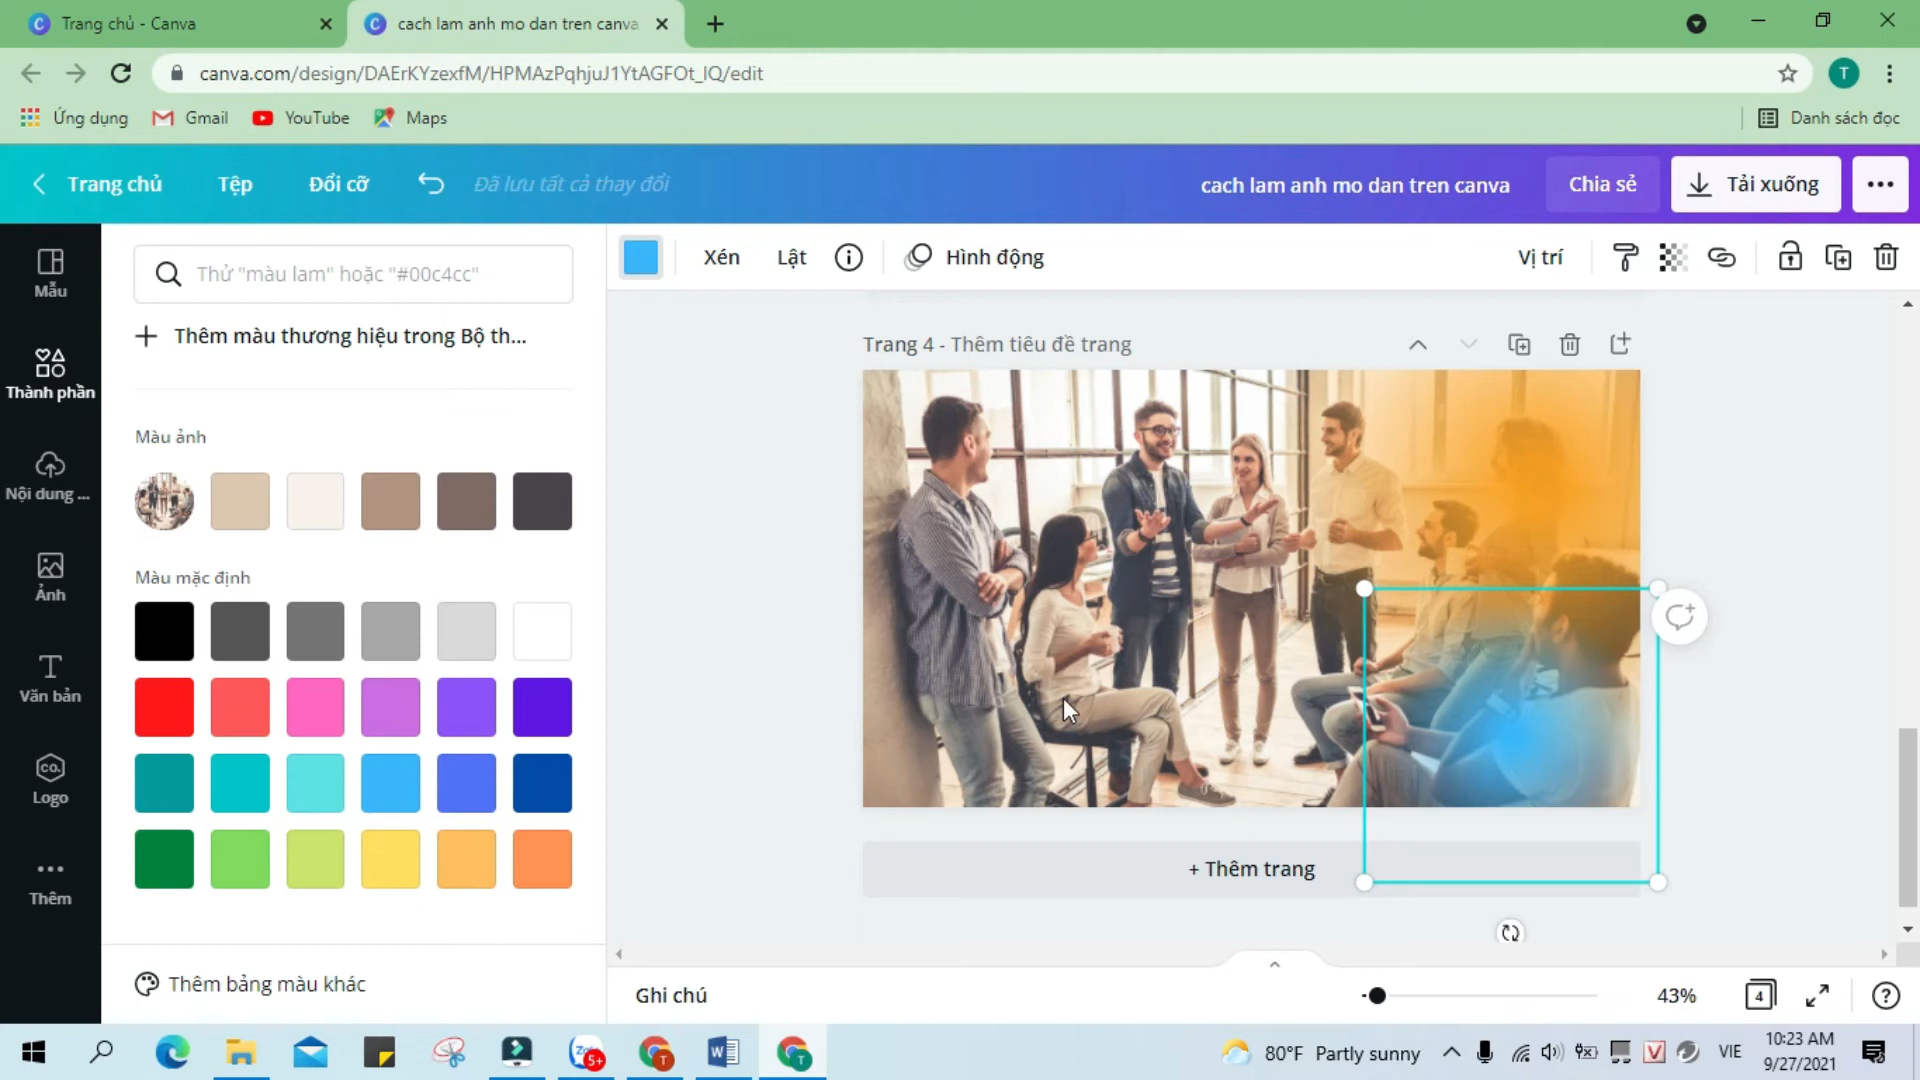 Trang chủ - Canva
cach lam anh mo dan tren canva
canva.com/design/DAErKYzexfM/HPMAzPqhjuJ1YtAGFOt_lQ/edit
T
Ứng dụng
Gmail
YouTube
Maps
Danh sách đọc
Trang chủ
Tệp
Đổi cỡ
Đã lưu tất cả thay đổi
cach lam anh mo dan tren canva
Chia sẻ
Tải xuống
Mẫu
Thành phần
Nội dung ...
Ảnh
Văn bản
CO.
Logo
Thêm
Thử "màu lam" hoặc "#00c4cc"
Thêm màu thương hiệu trong Bộ th...
Màu ảnh
Màu mặc định
Thêm bảng màu khác
Xén
Lật
Hình động
Vị trí
Trang 4 - Thêm tiêu đề trang
+ Thêm trang
Ghi chú
43%
4
5+
T
T
80°F Partly sunny
VIE
10:23 AM
9/27/2021